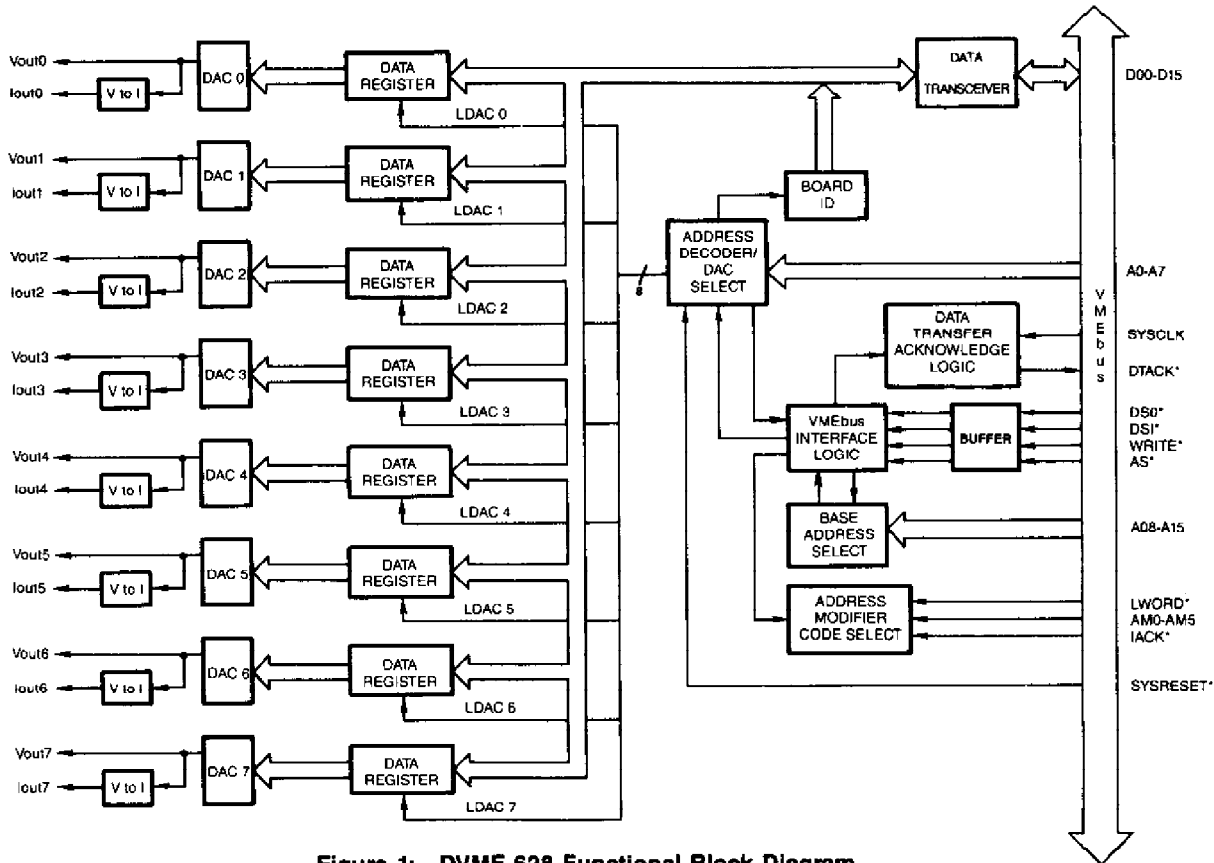 Vout0
Iout0
V to I
DAC 0
DATA
REGISTER
LDAC 0
Vout1
Iout1
V to I
DAC 1
DATA
REGISTER
LDAC 1
Vout2
Iout2
V to I
DAC 2
DATA
REGISTER
LDAC 2
Vout3
Iout3
V to I
DAC 3
DATA
REGISTER
LDAC 3
Vout4
Iout4
V to I
DAC 4
DATA
REGISTER
LDAC 4
Vout5
Iout5
V to I
DAC 5
DATA
REGISTER
LDAC 5
Vout6
Iout6
V to I
DAC 6
DATA
REGISTER
LDAC 6
Vout7
Iout7
V to I
DAC 7
DATA
REGISTER
LDAC 7
DATA
TRANSCEIVER
BOARD
ID
ADDRESS
DECODER/
DAC
SELECT
8
DATA
TRANSFER
ACKNOWLEDGE
LOGIC
VMEbus
INTERFACE
LOGIC
BUFFER
BASE
ADDRESS
SELECT
ADDRESS
MODIFIER
CODE SELECT
VMEbus
D00-D15
A0-A7
SYSCLK
DTACK*
DS0*
DSI*
WRITE*
AS*
A08-A15
LWORD*
AM0-AM5
IACK*
SYSRESET*
Figure 1: DVME-628 Functional Block Diagram